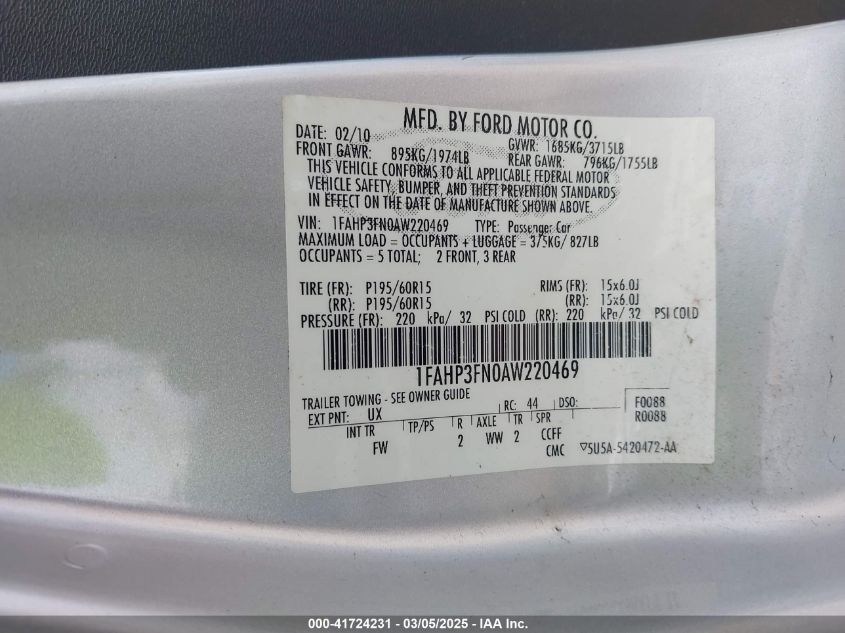 MFD. BY FORD MOTOR CO.
DATE: 02/10 GVWR: 1685KG/3715LB
FRONT GAWR: 895KG/1974LB REAR GAWR: 796KG/1755LB
THIS VEHICLE CONFORMS TO ALL APPLICABLE FEDERAL MOTOR
VEHICLE SAFETY, BUMPER, AND THEFT PREVENTION STANDARDS
IN EFFECT ON THE DATE OF MANUFACTURE SHOWN ABOVE.
VIN: 1FAHP3FN0AW220469 TYPE: Passenger Car
MAXIMUM LOAD = OCCUPANTS + LUGGAGE = 375KG/ 827LB
OCCUPANTS = 5 TOTAL; 2 FRONT, 3 REAR
TIRE (FR): P195/60R15 RIMS (FR): 15x6.0J
(RR): P195/60R15 (RR): 15x6.0J
PRESSURE (FR): 220 kPa/ 32 PSI COLD (RR): 220 kPa/ 32 PSI COLD
1FAHP3FN0AW220469
TRAILER TOWING - SEE OWNER GUIDE
EXT PNT: UX RC: 44 DSO: F0088
R0088
INT TR TP/PS R AXLE TR SPR
FW 2 WW 2 CCFF
CMC ▽5U5A-5420472-AA
000-41724231 - 03/05/2025 - IAA Inc.